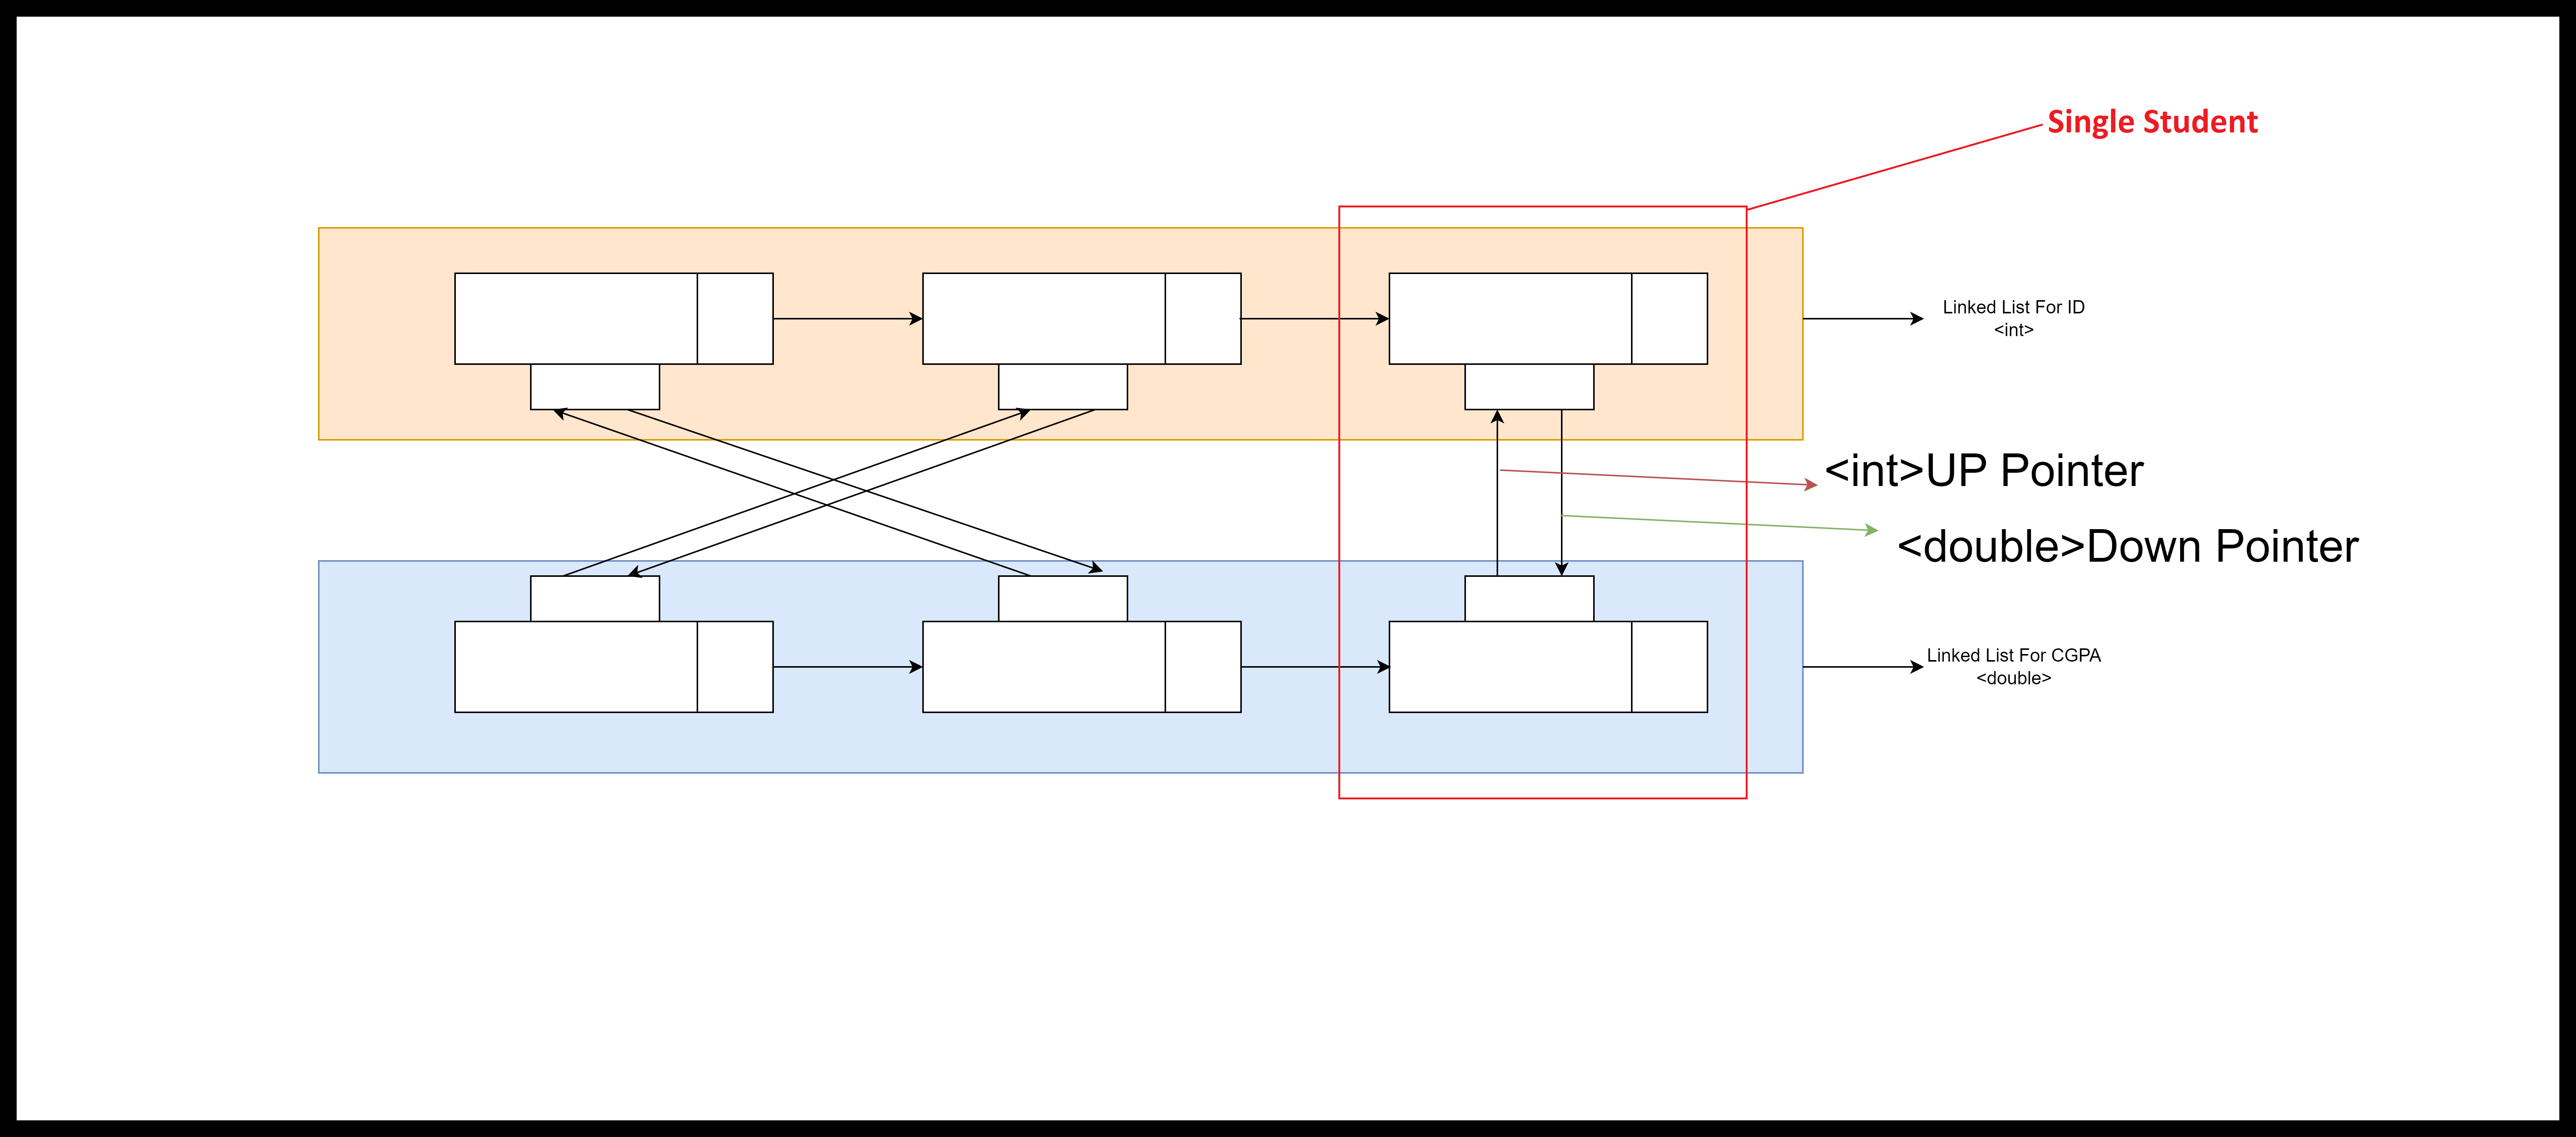 Single Student
Linked List For ID
<int>
<int>UP Pointer
<double>Down Pointer
Linked List For CGPA
<double>